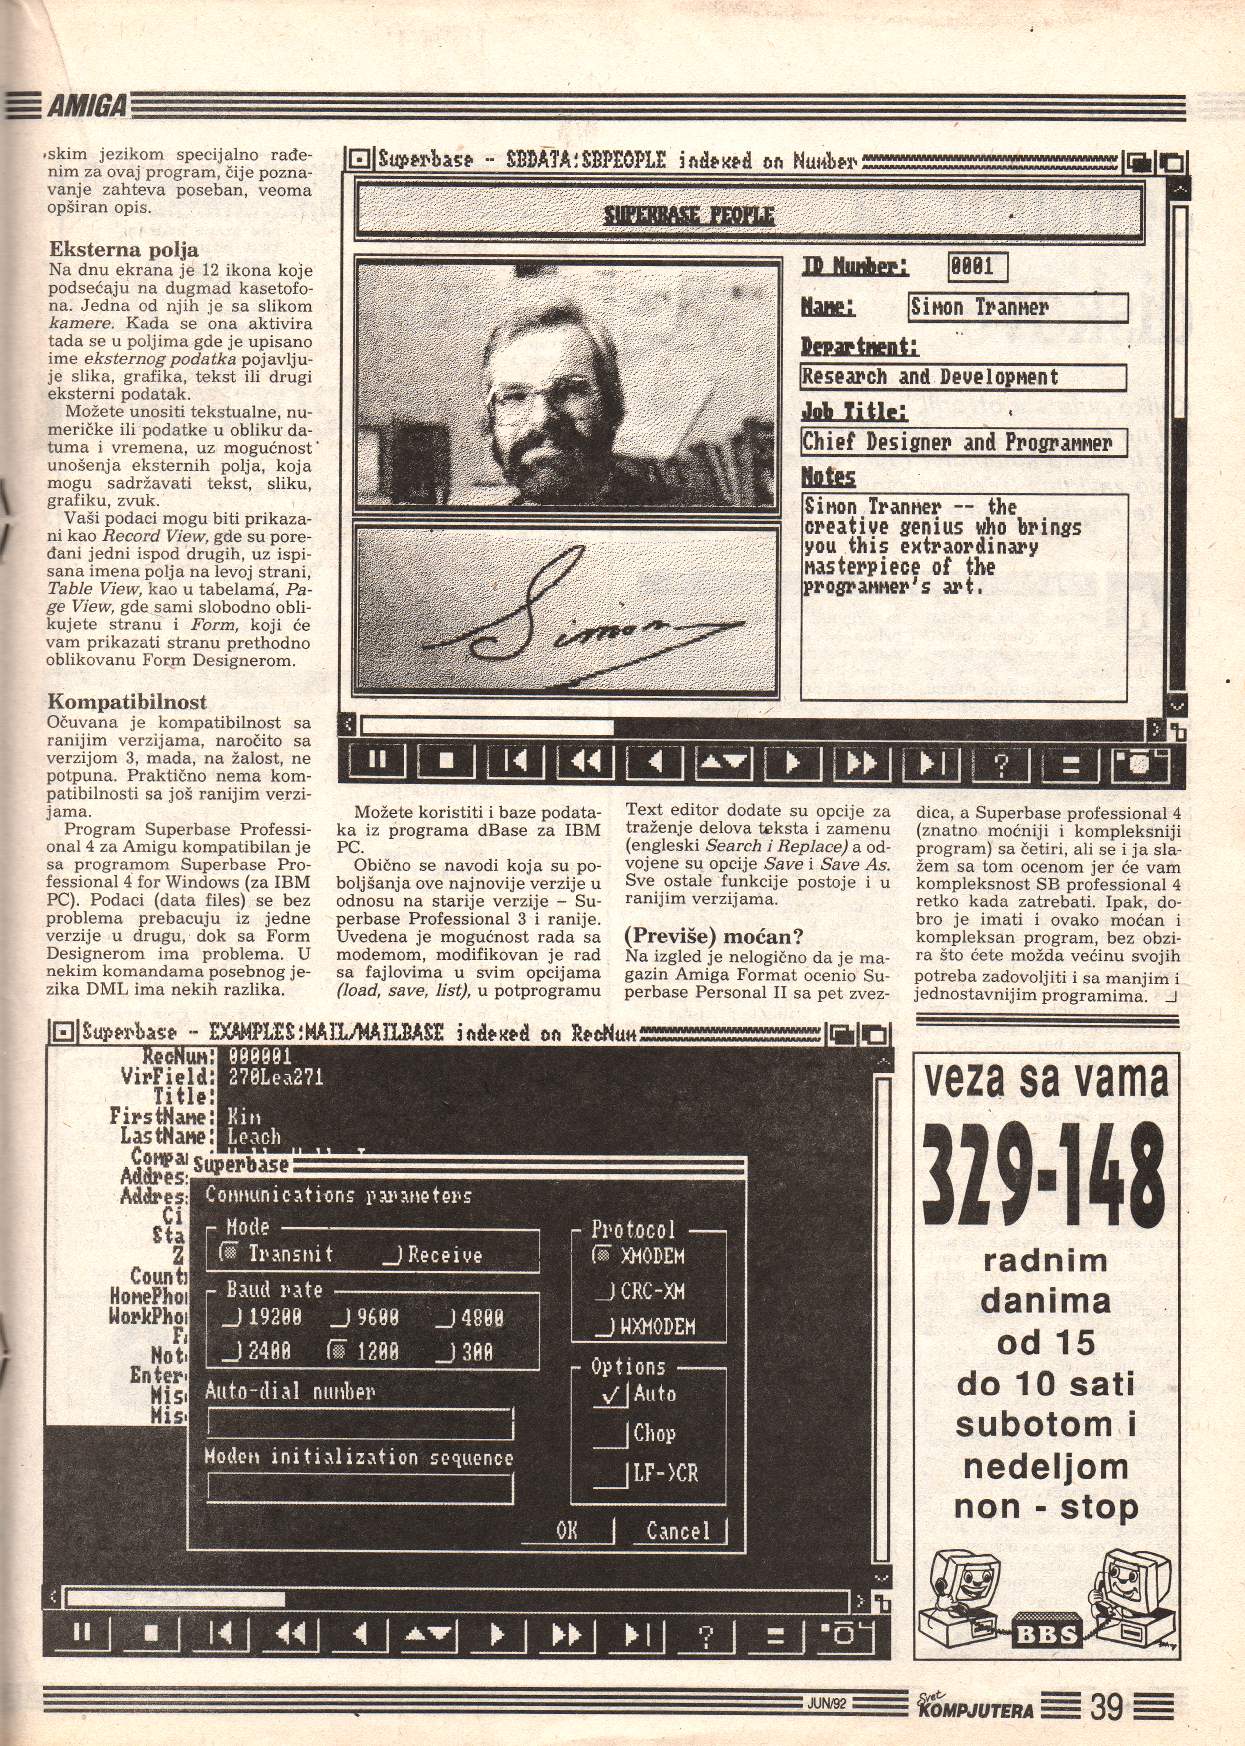 AMIGA
skim jezikom specijalno rađe-
nim za ovaj program, čije pozna-
vanje zahteva poseban, veoma
opširan opis.
Eksterna polja
Na dnu ekrana je 12 ikona koje
podsećaju na dugmad kasetofo-
na. Jedna od njih je sa slikom
kamere. Kada se ona aktivira
tada se u poljima gde je upisano
ime eksternog podatka pojavlju-
je slika, grafika, tekst ili drugi
eksterni podatak.
Možete unositi tekstualne, nu-
meričke ili podatke u obliku da-
tuma i vremena, uz mogućnost
unošenja eksternih polja, koja
mogu sadržavati tekst, sliku,
grafiku, zvuk.
Vaši podaci mogu biti prikaza-
ni kao Record View, gde su pore-
đani jedni ispod drugih, uz ispi-
sana imena polja na levoj strani,
Table View, kao u tabelama, Pa-
ge View, gde sami slobodno obli-
kujete stranu i Form, koji će
vam prikazati stranu prethodno
oblikovanu Form Designerom.
Kompatibilnost
Očuvana je kompatibilnost sa
ranijim verzijama, naročito sa
verzijom 3, mada, na žalost, ne
potpuna. Praktično nema kom-
patibilnosti sa još ranijim verzi-
jama.
Program Superbase Professi-
onal 4 za Amigu kompatibilan je
sa programom Superbase Pro-
fessional 4 for Windows (za IBM
PC). Podaci (data files) se bez
problema prebacuju iz jedne
verzije u drugu, dok sa Form
Designerom ima problema. U
nekim komandama posebnog je-
zika DML ima nekih razlika.
Superbase - SBDATA:SBPEOPLE indexed on Number
SUPERBASE PEOPLE
ID Number: 0001
Name: Simon Tranmer
Department:
Research and Development
Job Title:
Chief Designer and Programmer
Notes
Simon Tranmer -- the
creative genius who brings
you this extraordinary
masterpiece of the
programmer's art.
Simon
? =
Možete koristiti i baze podata-
ka iz programa dBase za IBM
PC.
Obično se navodi koja su po-
boljšanja ove najnovije verzije u
odnosu na starije verzije – Su-
perbase Professional 3 i ranije.
Uvedena je mogućnost rada sa
modemom, modifikovan je rad
sa fajlovima u svim opcijama
(load, save, list), u potprogramu
Text editor dodate su opcije za
traženje delova teksta i zamenu
(engleski Search i Replace) a od-
vojene su opcije Save i Save As.
Sve ostale funkcije postoje i u
ranijim verzijama.
(Previše) moćan?
Na izgled je nelogično da je ma-
gazin Amiga Format ocenio Su-
perbase Personal II sa pet zvez-
dica, a Superbase professional 4
(znatno moćniji i kompleksniji
program) sa četiri, ali se i ja sla-
žem sa tom ocenom jer će vam
kompleksnost SB professional 4
retko kada zatrebati. Ipak, do-
bro je imati i ovako moćan i
kompleksan program, bez obzi-
ra što ćete možda većinu svojih
potreba zadovoljiti i sa manjim i
jednostavnijim programima.
Superbase - EXAMPLES:MAIL/MAILBASE indexed on RecNum
RecNum: 000001
VirField: 270Lea271
Title:
FirstName: Kim
LastName: Leach
Compa
Addres
Addres
Ci
Sta
Z
Count
HomePho
WorkPho
F
Not
Enter
Mis
Mis
Superbase
Communications parameters
Mode
Transmit Receive
Baud rate
19200 9600 4800
2400 1200 300
Auto-dial number
Modem initialization sequence
Protocol
XMODEM
CRC-XM
WXMODEM
Options
Auto
Chop
LF->CR
OK Cancel
? =
veza sa vama
329-148
radnim
danima
od 15
do 10 sati
subotom i
nedeljom
non - stop
BBS
JUN/92
Svet
KOMPJUTERA
39